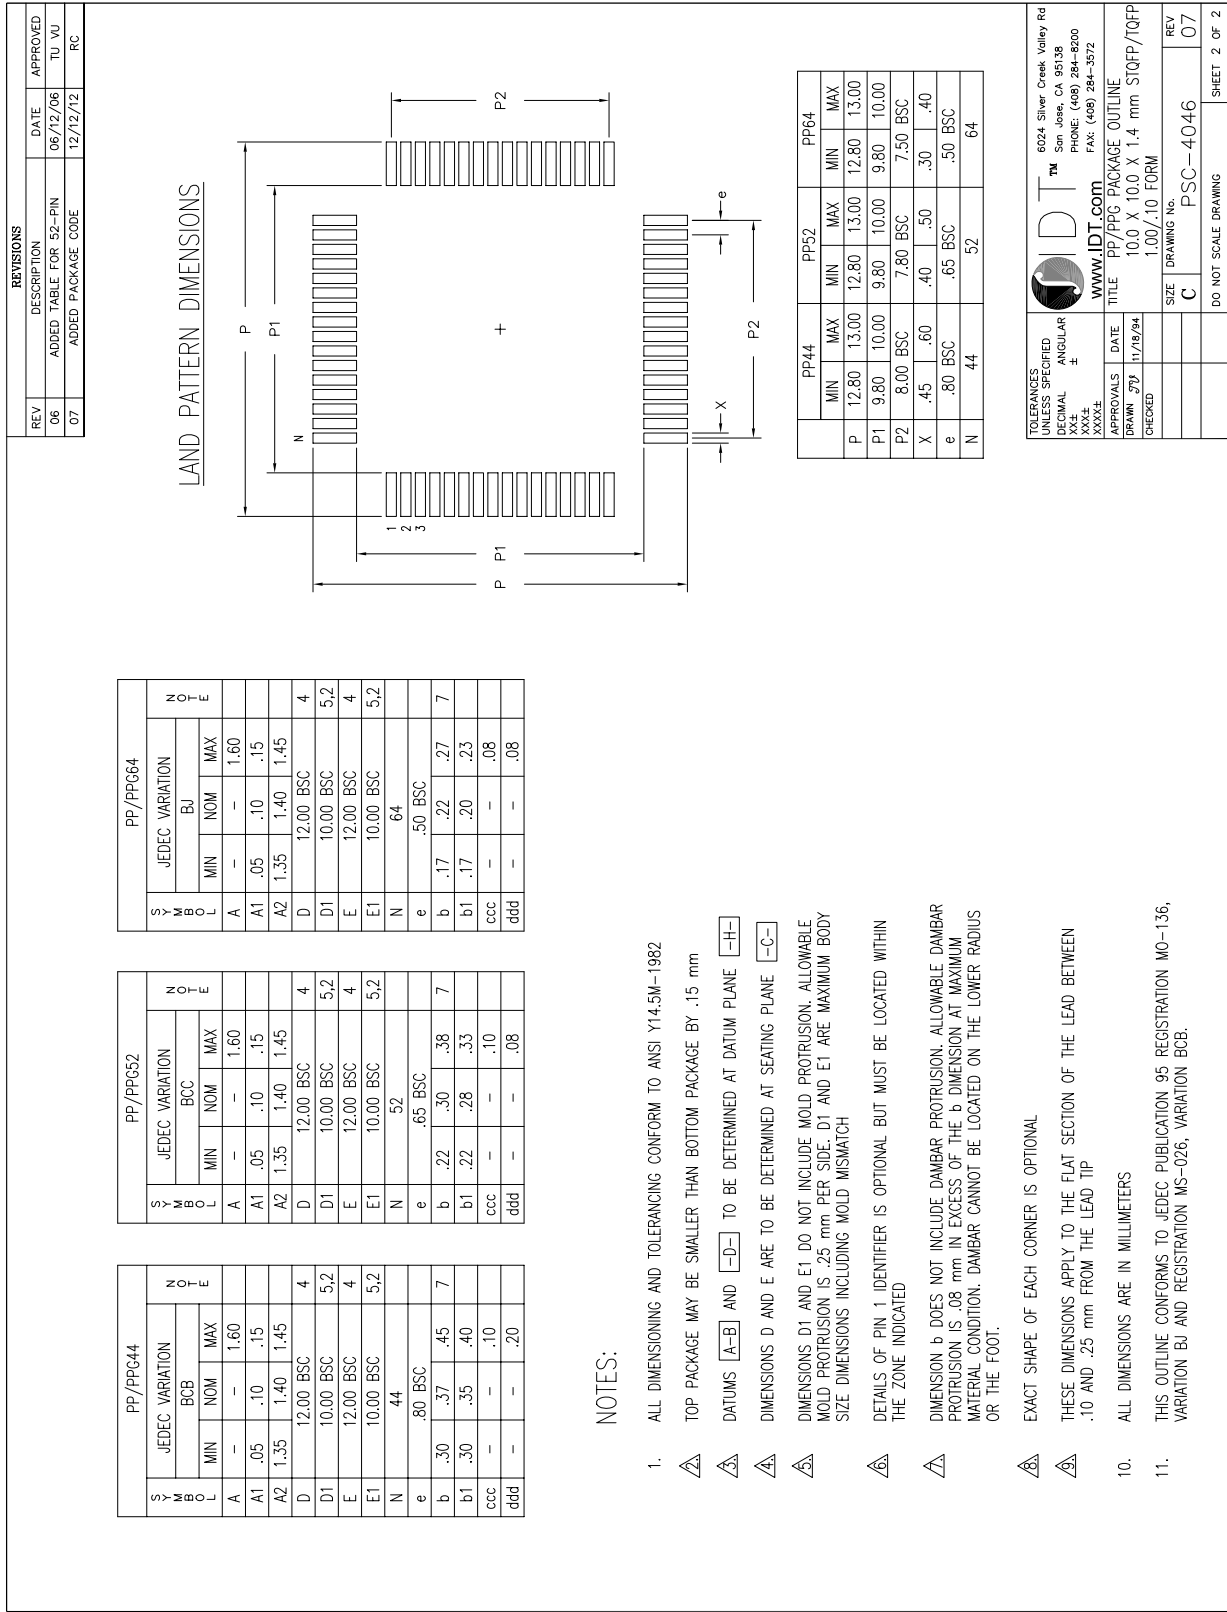 REVISIONS
REV DESCRIPTION DATE APPROVED
06 ADDED TABLE FOR 52-PIN 06/12/06 TU VU
07 ADDED PACKAGE CODE 12/12/12 RC
PP/PPG44
SYMBOL JEDEC VARIATION NOTE
BCB
MIN NOM MAX
A – – 1.60
A1 .05 .10 .15
A2 1.35 1.40 1.45
D 12.00 BSC 4
D1 10.00 BSC 5,2
E 12.00 BSC 4
E1 10.00 BSC 5,2
N 44
e .80 BSC
b .30 .37 .45 7
b1 .30 .35 .40
ccc – – .10
ddd – – .20
PP/PPG52
SYMBOL JEDEC VARIATION NOTE
BCC
MIN NOM MAX
A – – 1.60
A1 .05 .10 .15
A2 1.35 1.40 1.45
D 12.00 BSC 4
D1 10.00 BSC 5,2
E 12.00 BSC 4
E1 10.00 BSC 5,2
N 52
e .65 BSC
b .22 .30 .38 7
b1 .22 .28 .33
ccc – – .10
ddd – – .08
PP/PPG64
SYMBOL JEDEC VARIATION NOTE
BJ
MIN NOM MAX
A – – 1.60
A1 .05 .10 .15
A2 1.35 1.40 1.45
D 12.00 BSC 4
D1 10.00 BSC 5,2
E 12.00 BSC 4
E1 10.00 BSC 5,2
N 64
e .50 BSC
b .17 .22 .27 7
b1 .17 .20 .23
ccc – – .08
ddd – – .08
LAND PATTERN DIMENSIONS
P
P1
N
1
2
3
P2
P
P1
e
X
P2
NOTES:
1. ALL DIMENSIONING AND TOLERANCING CONFORM TO ANSI Y14.5M-1982
2. TOP PACKAGE MAY BE SMALLER THAN BOTTOM PACKAGE BY .15 mm
3. DATUMS A-B AND -D- TO BE DETERMINED AT DATUM PLANE -H-
4. DIMENSIONS D AND E ARE TO BE DETERMINED AT SEATING PLANE -C-
5. DIMENSIONS D1 AND E1 DO NOT INCLUDE MOLD PROTRUSION. ALLOWABLE
MOLD PROTRUSION IS .25 mm PER SIDE. D1 AND E1 ARE MAXIMUM BODY
SIZE DIMENSIONS INCLUDING MOLD MISMATCH
6. DETAILS OF PIN 1 IDENTIFIER IS OPTIONAL BUT MUST BE LOCATED WITHIN
THE ZONE INDICATED
7. DIMENSION b DOES NOT INCLUDE DAMBAR PROTRUSION. ALLOWABLE DAMBAR
PROTRUSION IS .08 mm IN EXCESS OF THE b DIMENSION AT MAXIMUM
MATERIAL CONDITION. DAMBAR CANNOT BE LOCATED ON THE LOWER RADIUS
OR THE FOOT.
8. EXACT SHAPE OF EACH CORNER IS OPTIONAL
9. THESE DIMENSIONS APPLY TO THE FLAT SECTION OF THE LEAD BETWEEN
.10 AND .25 mm FROM THE LEAD TIP
10. ALL DIMENSIONS ARE IN MILLIMETERS
11. THIS OUTLINE CONFORMS TO JEDEC PUBLICATION 95 REGISTRATION MO-136,
VARIATION BJ AND REGISTRATION MS-026, VARIATION BCB.
PP44 PP52 PP64
MIN MAX MIN MAX MIN MAX
P 12.80 13.00 12.80 13.00 12.80 13.00
P1 9.80 10.00 9.80 10.00 9.80 10.00
P2 8.00 BSC 7.80 BSC 7.50 BSC
X .45 .60 .40 .50 .30 .40
e .80 BSC .65 BSC .50 BSC
N 44 52 64
TOLERANCES
UNLESS SPECIFIED
DECIMAL ANGULAR
XX± ±
XXX±
XXXX±
APPROVALS DATE
DRAWN 11/18/94
CHECKED
IDT TM
www.IDT.com
6024 Silver Creek Valley Rd
San Jose, CA 95138
PHONE: (408) 284-8200
FAX: (408) 284-3572
TITLE PP/PPG PACKAGE OUTLINE
10.0 X 10.0 X 1.4 mm STQFP/TQFP
1.00/.10 FORM
SIZE C
DRAWING No. PSC-4046
REV 07
DO NOT SCALE DRAWING
SHEET 2 OF 2